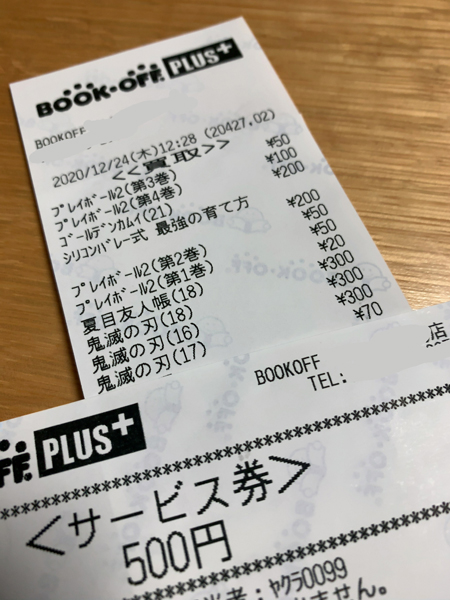 BOOK・OFF PLUS+
BOOKOFF
2020/12/24(木)12:28 (20427,02)
<<買取>>
プレイボール2(第3巻) ¥50
プレイボール2(第4巻) ¥100
ゴールデンカムイ(21) ¥200
シリコンバレー式 最強の育て方
¥200
プレイボール2(第2巻) ¥50
プレイボール2(第1巻) ¥50
夏目友人帳(18) ¥20
鬼滅の刃(18) ¥300
鬼滅の刃(16) ¥300
鬼滅の刃(17) ¥300
¥70
BOOKOFF 店
TEL:
FF PLUS+
<サービス券>
500円
当者:ヤクラ0099
ません。